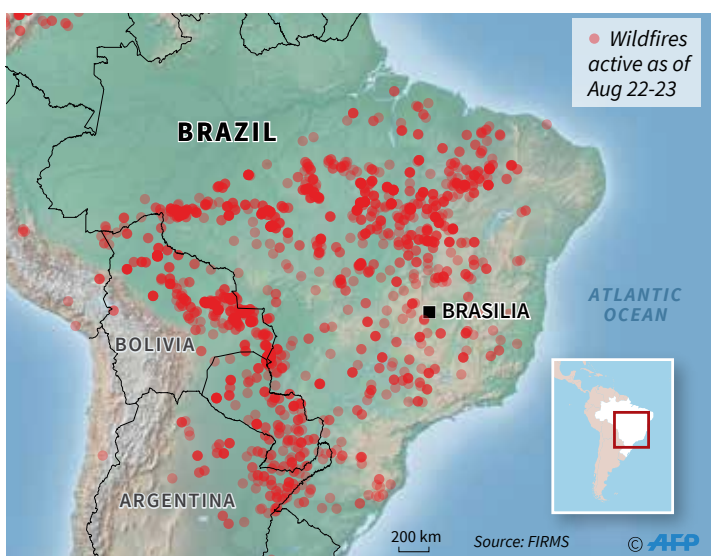 Wildfires
active as of
Aug 22-23
BRAZIL
BRASILIA
ATLANTIC
OCEAN
BOLIVIA
ARGENTINA
200 km
Source: FIRMS
© AFP